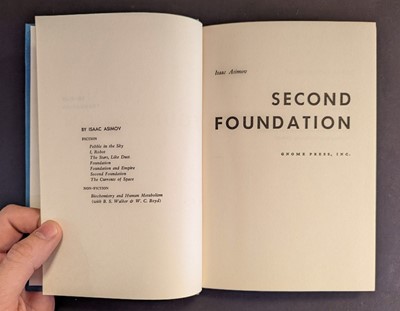 BY ISAAC ASIMOV
FICTION
Pebble in the Sky
I, Robot
The Stars, Like Dust
Foundation
Foundation and Empire
Second Foundation
The Currents of Space
NON-FICTION
Biochemistry and Human Metabolism
(with B. S. Walker & W. C. Boyd)
Isaac Asimov
SECOND
FOUNDATION
GNOME PRESS, INC.